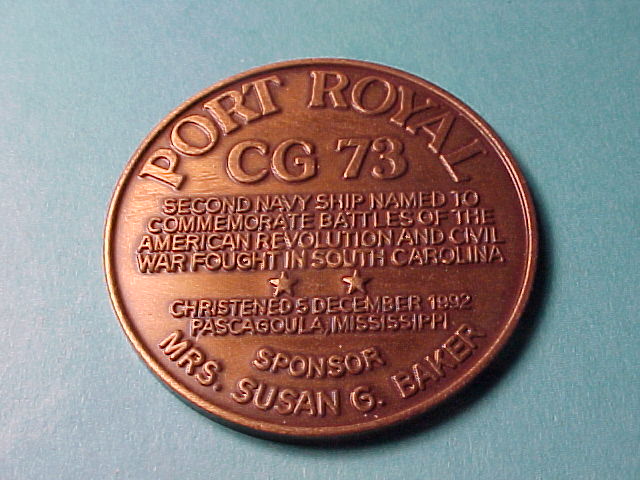 PORT ROYAL
CG 73
SECOND NAVY SHIP NAMED TO
COMMEMORATE BATTLES OF THE
AMERICAN REVOLUTION AND CIVIL
WAR FOUGHT IN SOUTH CAROLINA
CHRISTENED 5 DECEMBER 1992
PASCAGOULA, MISSISSIPPI
SPONSOR
MRS. SUSAN G. BAKER